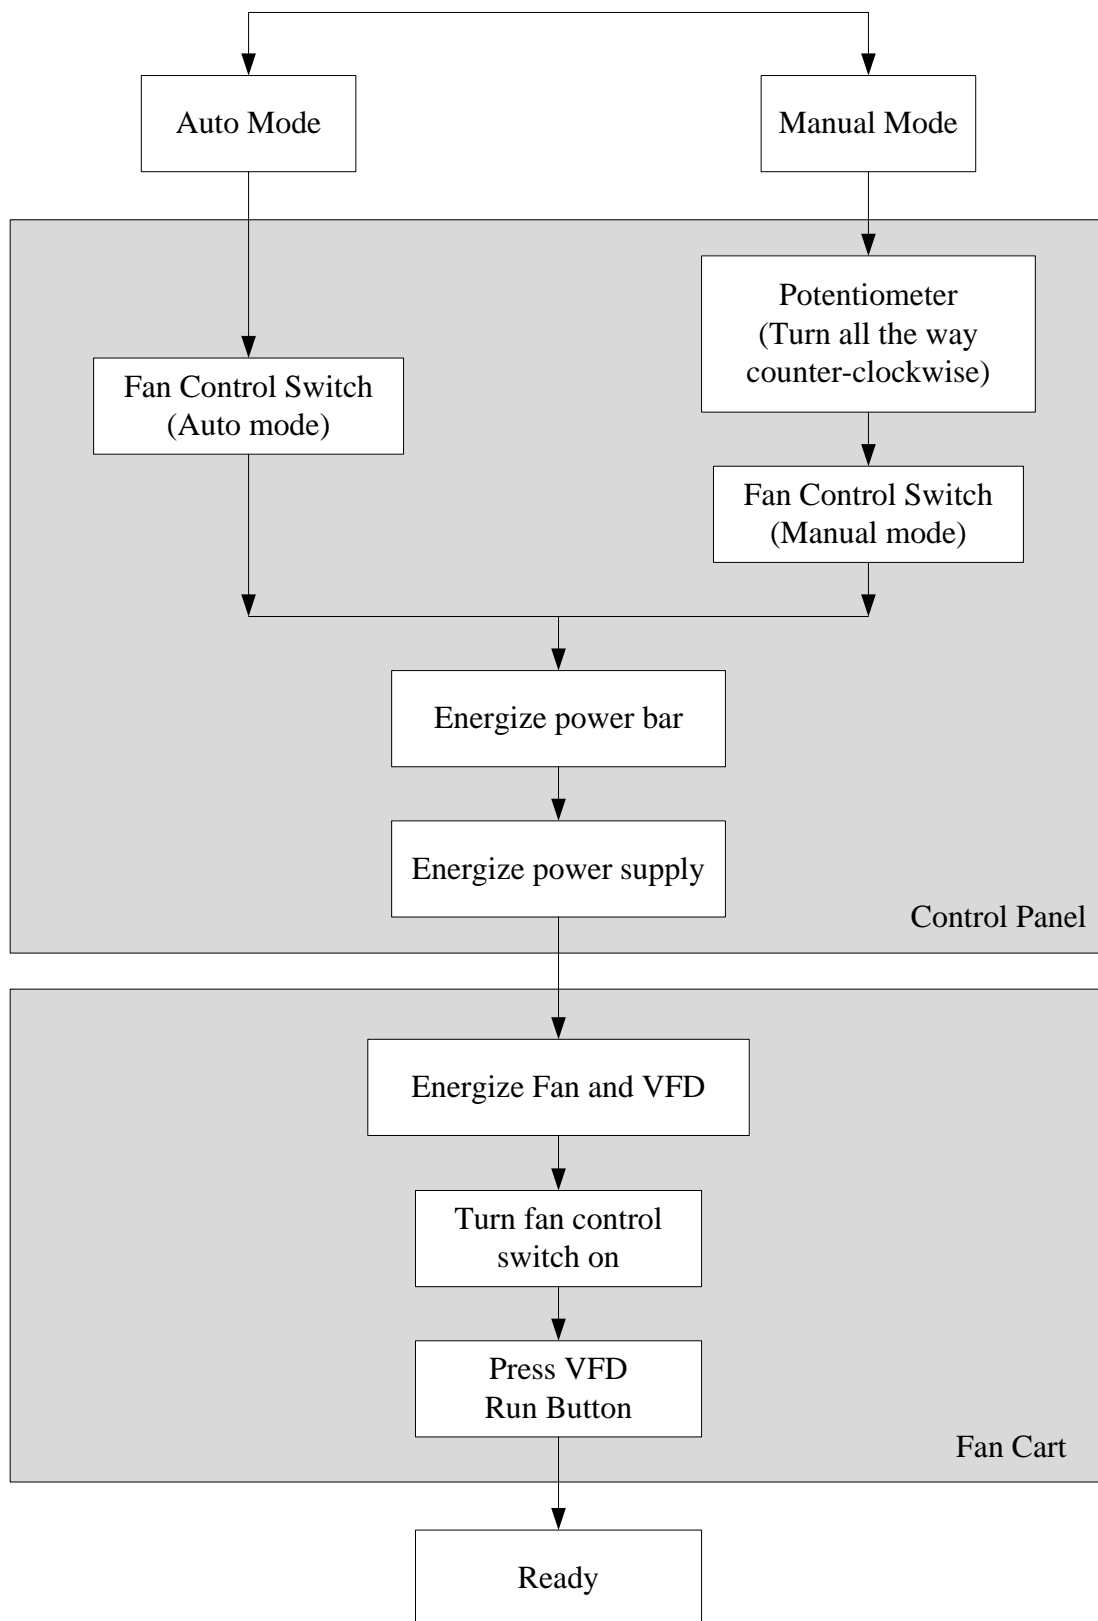 Auto Mode
Manual Mode
Potentiometer
(Turn all the way
counter-clockwise)
Fan Control Switch
(Auto mode)
Fan Control Switch
(Manual mode)
Energize power bar
Energize power supply
Control Panel
Energize Fan and VFD
Turn fan control
switch on
Press VFD
Run Button
Fan Cart
Ready